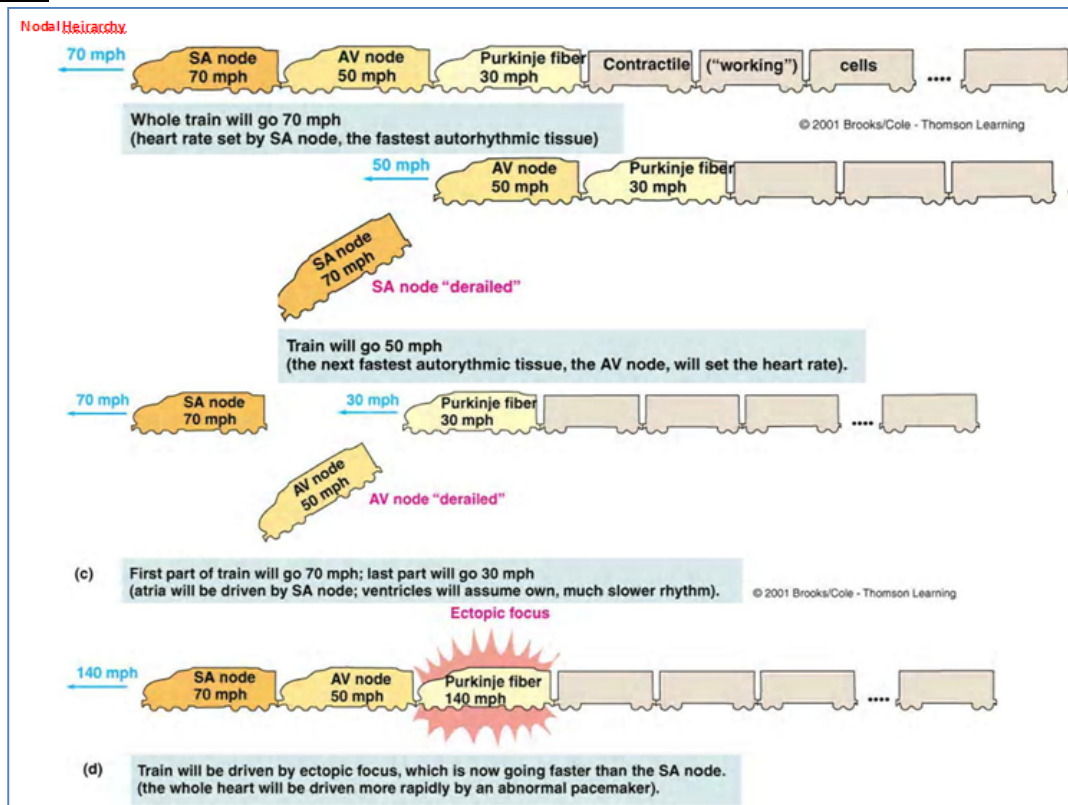 Nodal Heirarchy
70 mph
SA node
70 mph
AV node
50 mph
Purkinje fiber
30 mph
Contractile
("working")
cells
....
Whole train will go 70 mph
(heart rate set by SA node, the fastest autorhythmic tissue)
© 2001 Brooks/Cole - Thomson Learning
50 mph
AV node
50 mph
Purkinje fiber
30 mph
SA node
70 mph
SA node "derailed"
Train will go 50 mph
(the next fastest autorythmic tissue, the AV node, will set the heart rate).
70 mph
SA node
70 mph
30 mph
Purkinje fiber
30 mph
....
AV node
50 mph
AV node "derailed"
(c)
First part of train will go 70 mph; last part will go 30 mph
(atria will be driven by SA node; ventricles will assume own, much slower rhythm).
© 2001 Brooks/Cole - Thomson Learning
Ectopic focus
140 mph
SA node
70 mph
AV node
50 mph
Purkinje fiber
140 mph
....
(d)
Train will be driven by ectopic focus, which is now going faster than the SA node.
(the whole heart will be driven more rapidly by an abnormal pacemaker).